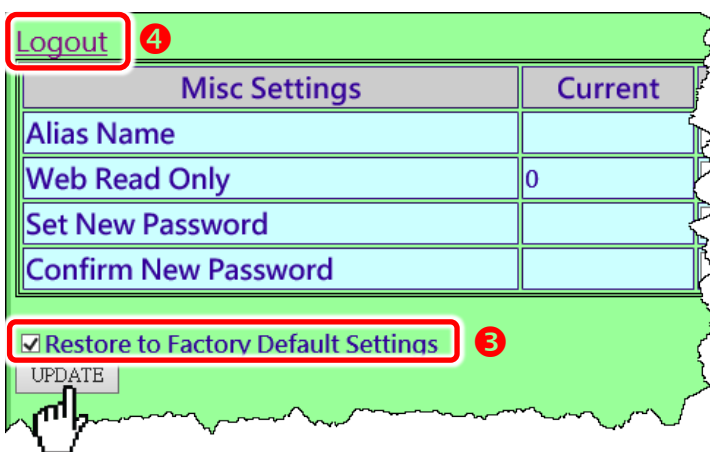 Logout 4
Misc Settings Current
Alias Name
Web Read Only 0
Set New Password
Confirm New Password
Restore to Factory Default Settings 3
UPDATE